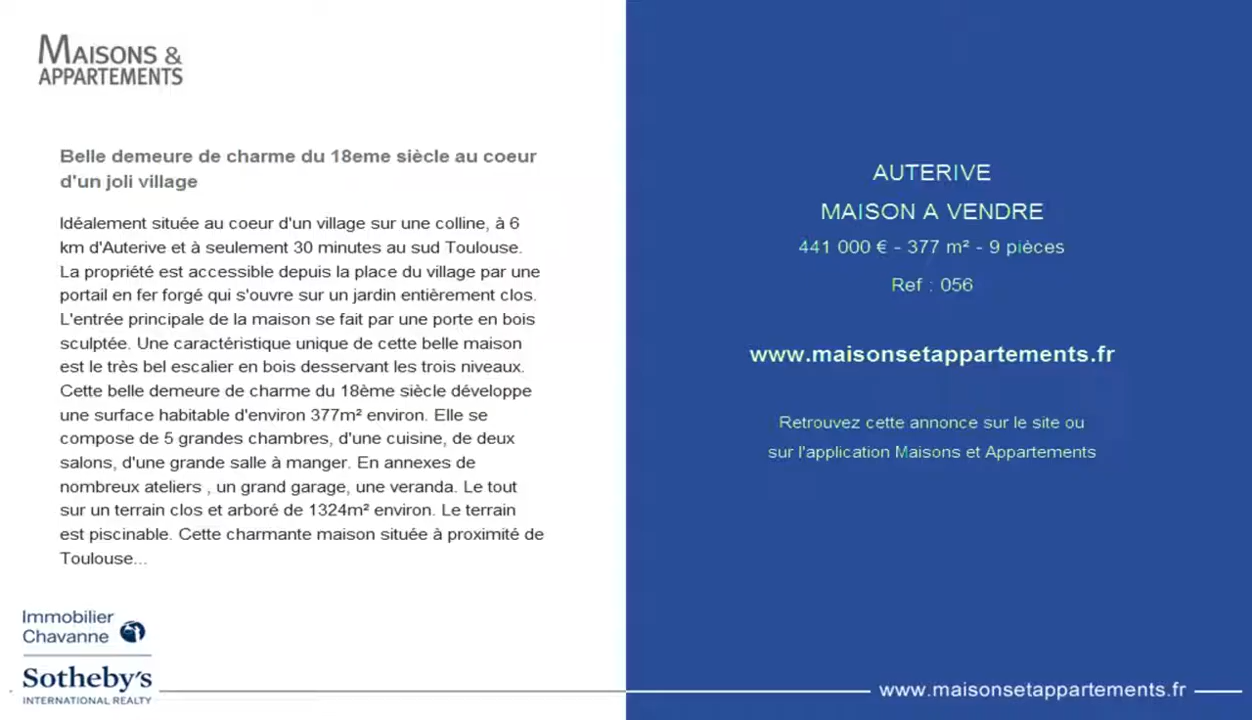 MAISONS &
APPARTEMENTS
Belle demeure de charme du 18eme siècle au coeur
d'un joli village
Idéalement située au coeur d'un village sur une colline, à 6
km d'Auterive et à seulement 30 minutes au sud Toulouse.
La propriété est accessible depuis la place du village par une
portail en fer forgé qui s'ouvre sur un jardin entièrement clos.
L'entrée principale de la maison se fait par une porte en bois
sculptée. Une caractéristique unique de cette belle maison
est le très bel escalier en bois desservant les trois niveaux.
Cette belle demeure de charme du 18ème siècle développe
une surface habitable d'environ 377m² environ. Elle se
compose de 5 grandes chambres, d'une cuisine, de deux
salons, d'une grande salle à manger. En annexes de
nombreux ateliers , un grand garage, une veranda. Le tout
sur un terrain clos et arboré de 1324m² environ. Le terrain
est piscinable. Cette charmante maison située à proximité de
Toulouse...
Immobilier
Chavanne
Sotheby's
INTERNATIONAL REALTY
AUTERIVE
MAISON A VENDRE
441 000 € - 377 m² - 9 pièces
Ref : 056
www.maisonsetappartements.fr
Retrouvez cette annonce sur le site ou
sur l'application Maisons et Appartements
www.maisonsetappartements.fr